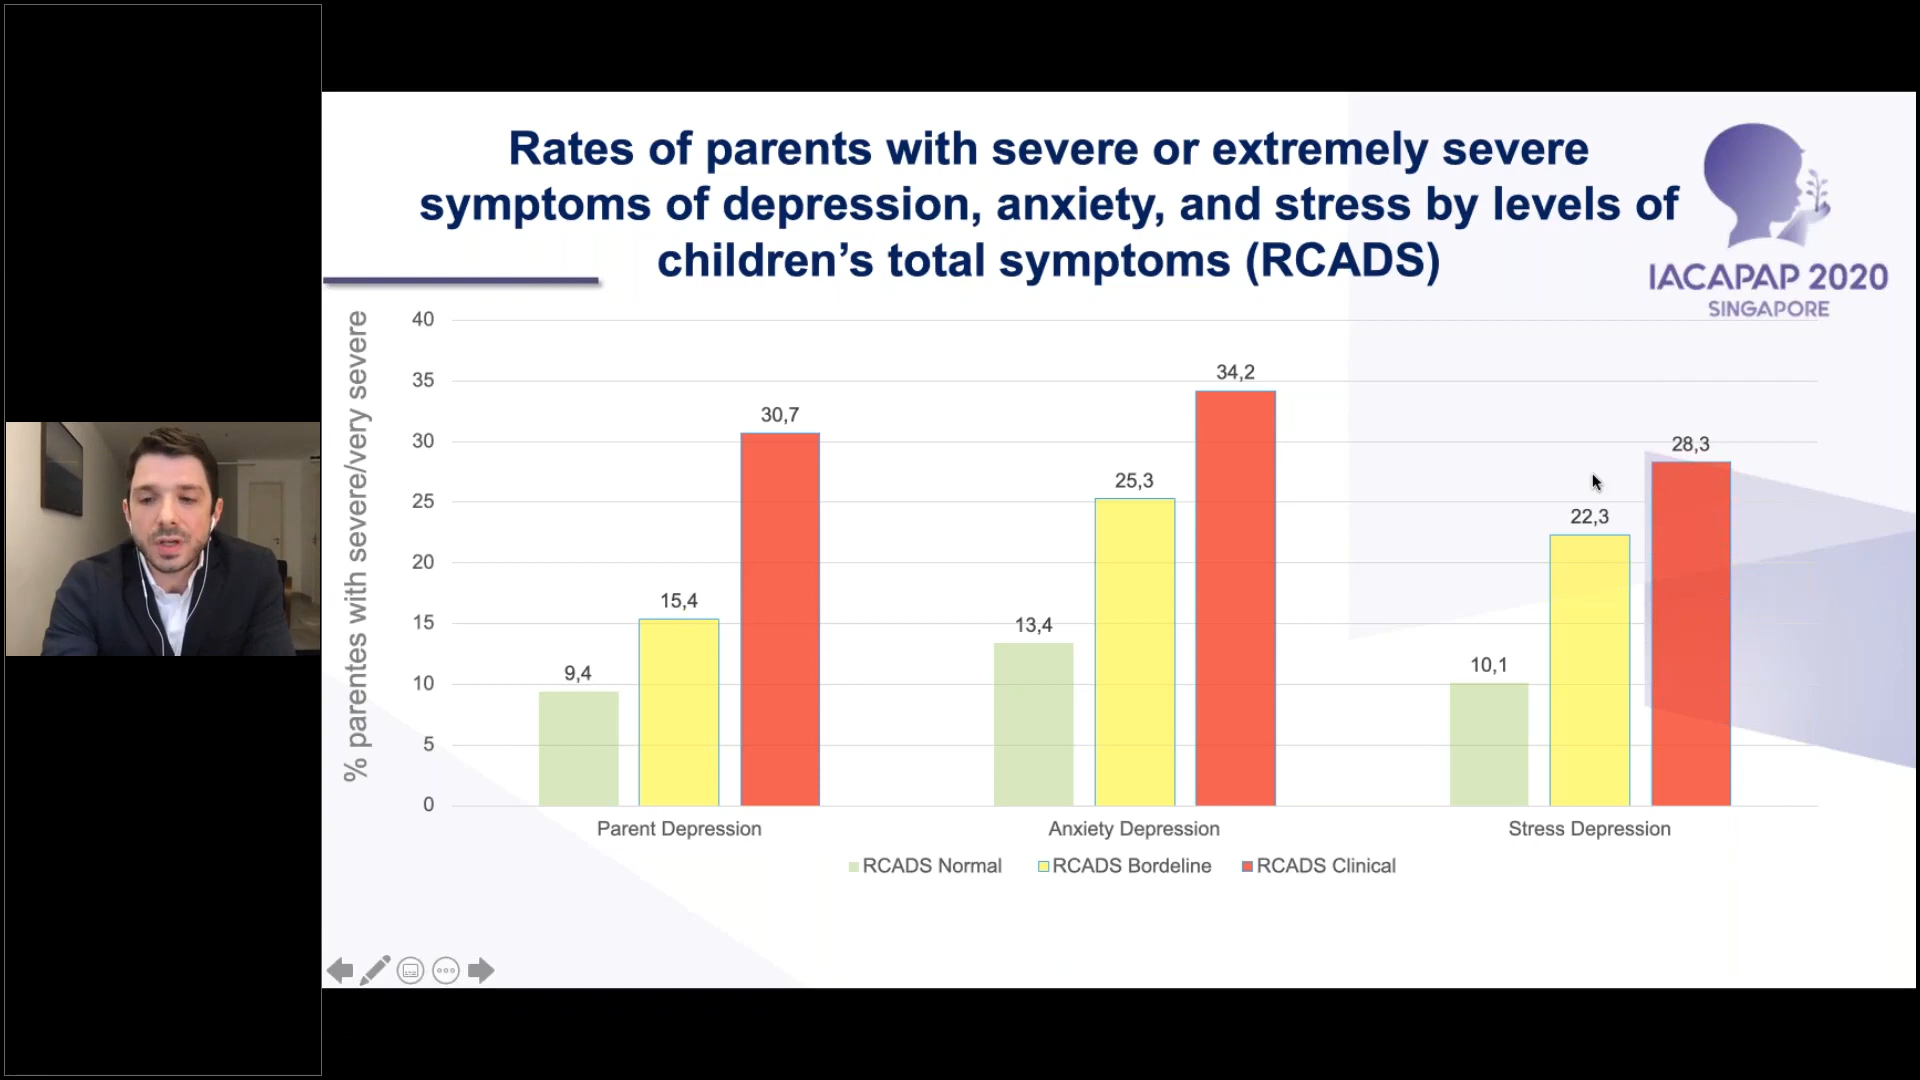 Rates of parents with severe or extremely severe
symptoms of depression, anxiety, and stress by levels of
children’s total symptoms (RCADS)
IACAPAP 2020
SINGAPORE
% parentes with severe/very severe
40
35
30
25
20
15
10
5
0
9,4
15,4
30,7
13,4
25,3
34,2
10,1
22,3
28,3
Parent Depression
Anxiety Depression
Stress Depression
RCADS Normal
RCADS Bordeline
RCADS Clinical